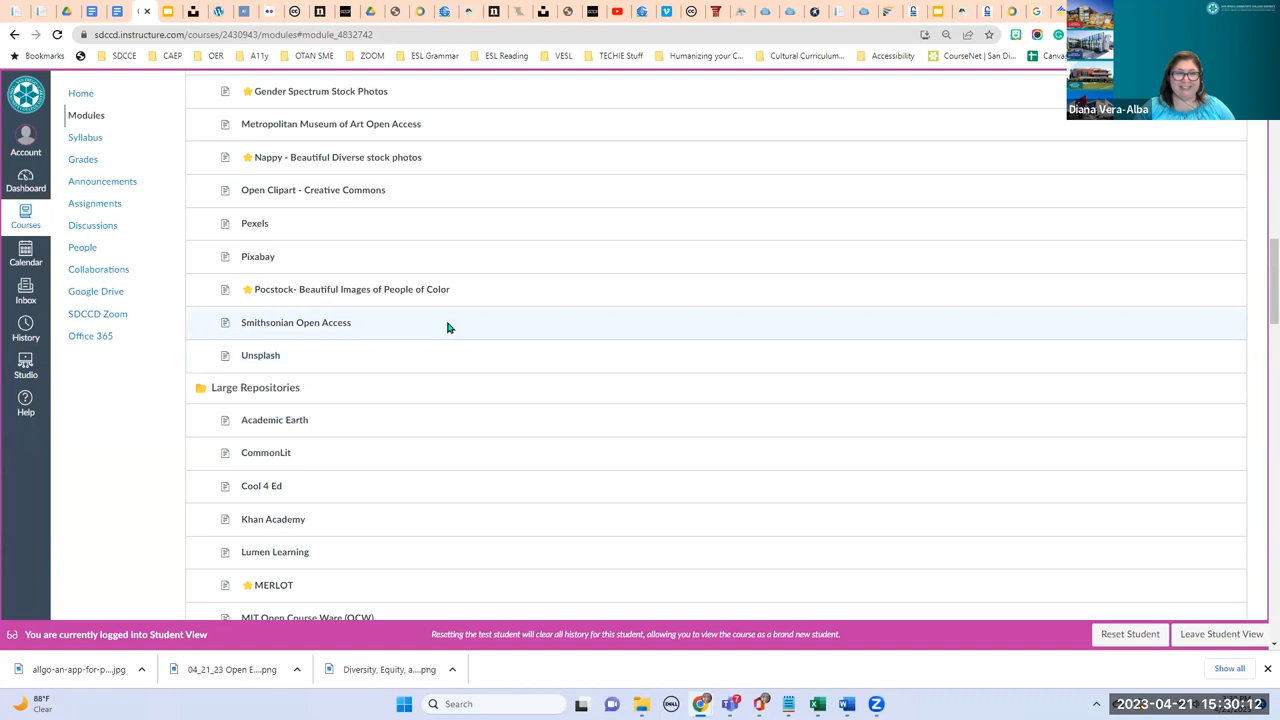 sdccd.instructure.com/courses/2430943/modules#module_48327
Bookmarks
SDCCE
CAEP
OER
A11y
OTAN SME
ESL Grammar
ESL Reading
VESL
TECHIE Stuff
Humanizing your C...
Cultural Curriculum...
Accessibility
CourseNet | San Di...
Diana Vera-Alba
Account
Dashboard
Courses
Calendar
Inbox
History
Studio
Help
Home
Modules
Syllabus
Grades
Announcements
Assignments
Discussions
People
Collaborations
Google Drive
SDCCD Zoom
Office 365
Gender Spectrum Stock
Metropolitan Museum of Art Open Access
Nappy - Beautiful Diverse stock photos
Open Clipart - Creative Commons
Pexels
Pixabay
Pocstock- Beautiful Images of People of Color
Smithsonian Open Access
Unsplash
Large Repositories
Academic Earth
CommonLit
Cool 4 Ed
Khan Academy
Lumen Learning
MERLOT
MIT Open Course Ware (OCW)
You are currently logged into Student View
Resetting the test student will clear all history for this student, allowing you to view the course as a brand new student.
Reset Student
Leave Student View
allgo-an-app-for-p....jpg
04_21_23 Open E....png
Diversity, Equity, a....png
Show all
88°F
Clear
Search
2023-04-21 15:30:12